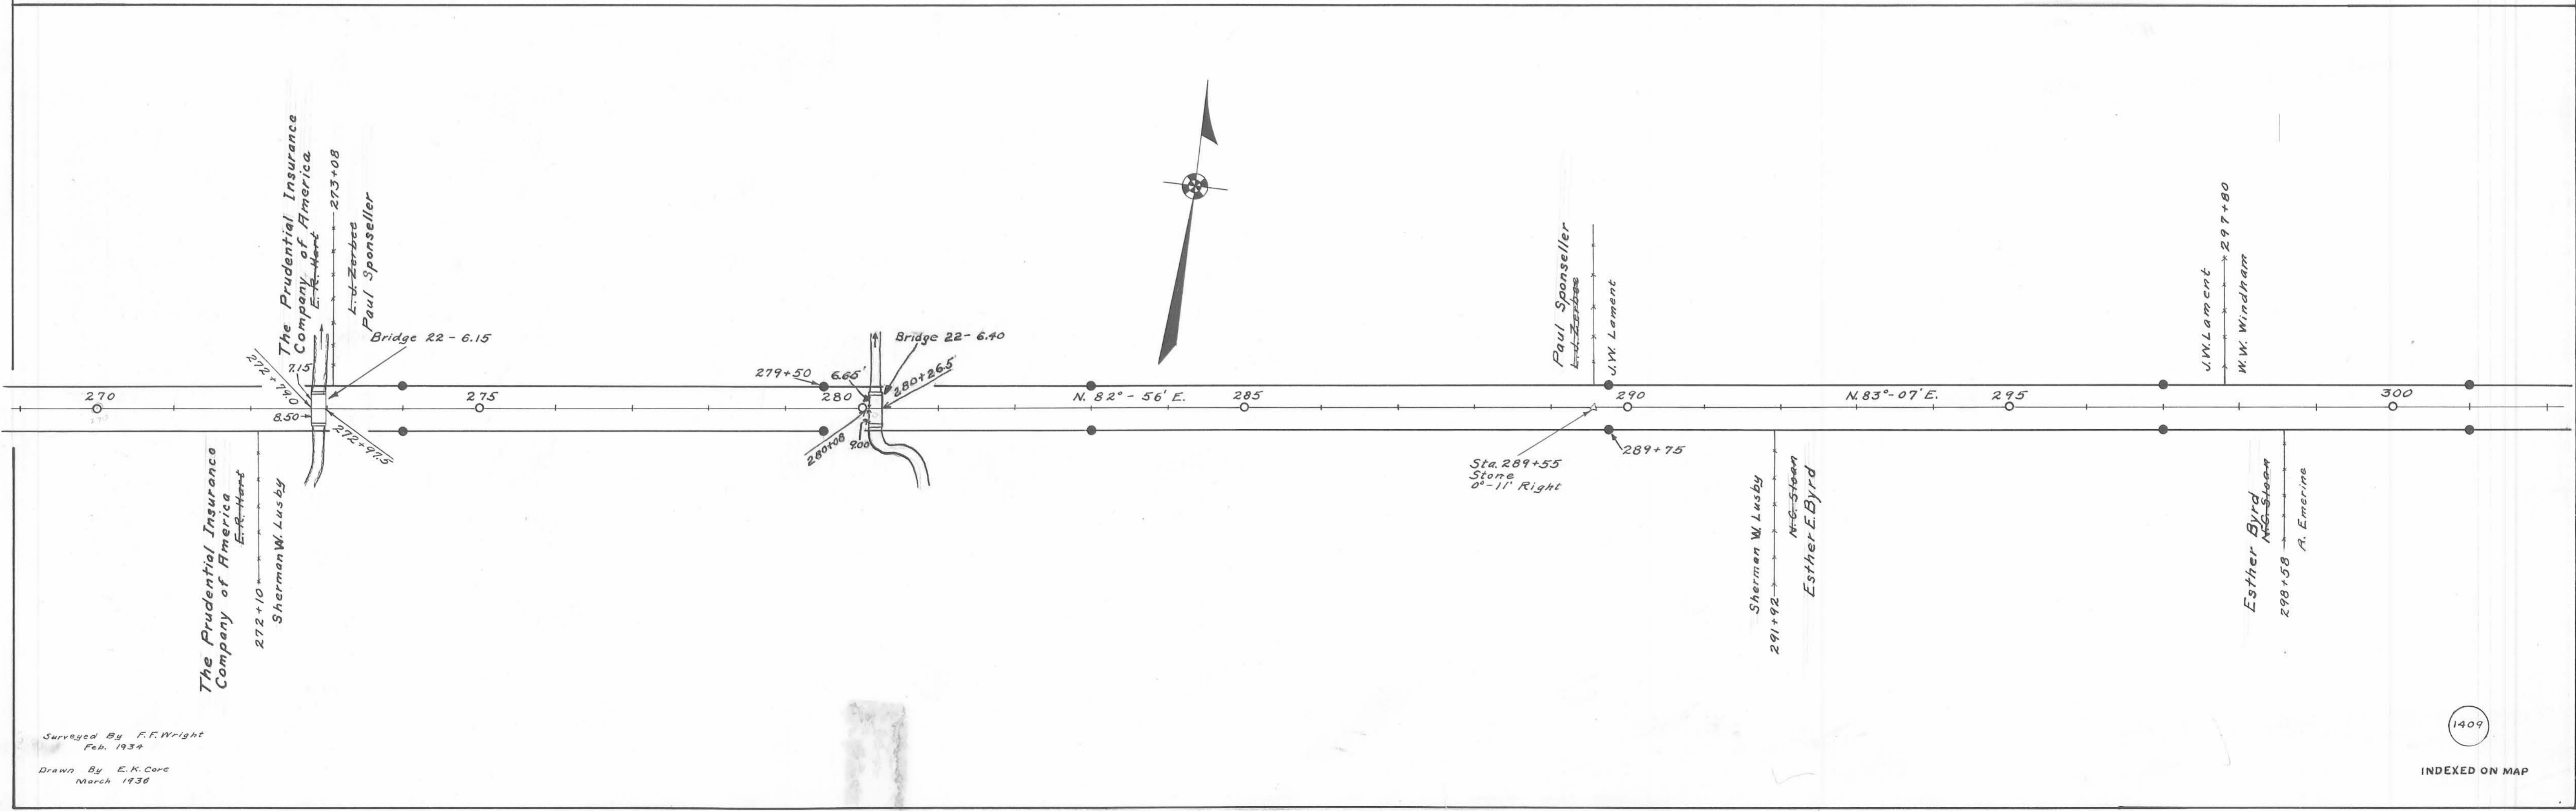 The Prudential Insurance
Company of America
E. R. Hart
273+08
L. J. Zerbee
Paul Sponseller
Bridge 22 - 6.15
272+79.0
7.15
8.50
272+97.5
The Prudential Insurance
Company of America
E.R. Hart
272+10
Sherman W. Lusby
270
275
279+50
6.65'
Bridge 22 - 6.40
280+26.5
280
280+08
9.00
N. 82° - 56' E.
285
Paul Sponseller
L. J. Zerbee
J.W. Lament
290
Sta. 289+55
Stone
0°-11' Right
289+75
N. 83° - 07' E.
295
Sherman W. Lusby
291+92
N.C. Sloan
Esther E. Byrd
J.W. Lament
297+80
W.W. Windham
300
Esther Byrd
N.C. Sloan
298+58
A. Emerine
Surveyed By F.F. Wright
Feb. 1934
Drawn By E.K. Core
March 1936
1409
INDEXED ON MAP